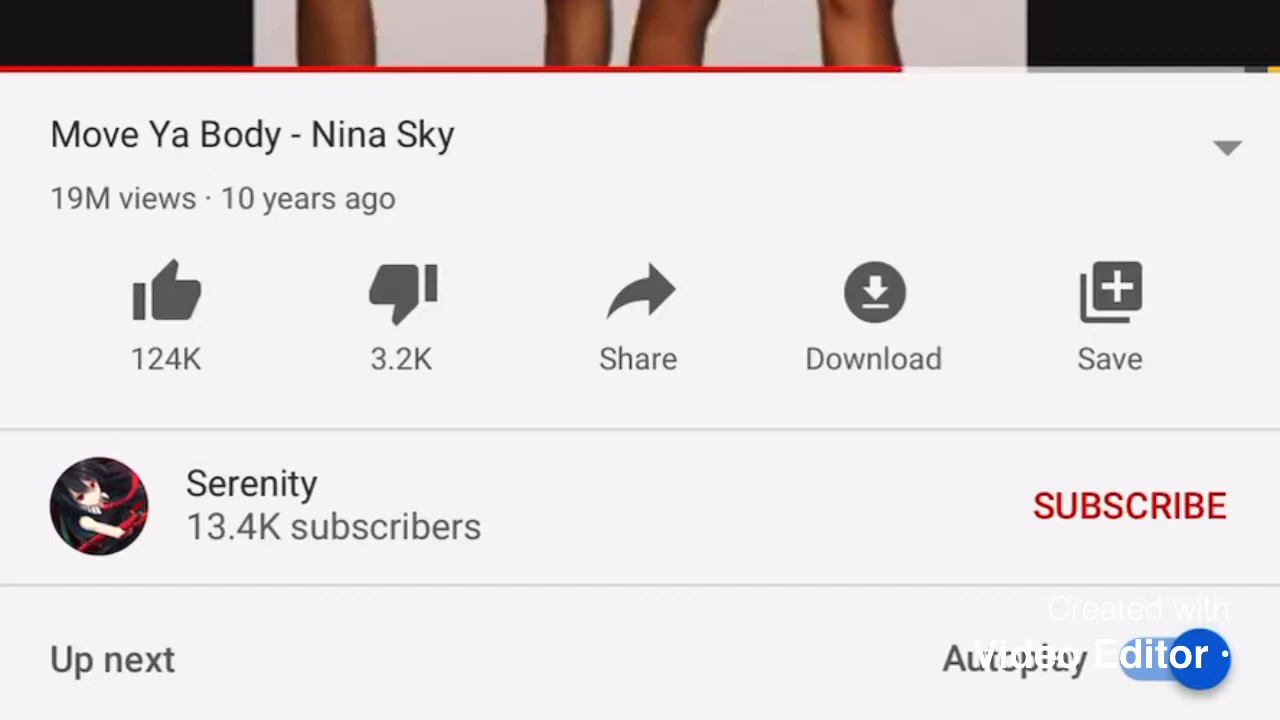 Move Ya Body - Nina Sky
19M views · 10 years ago
124K
3.2K
Share
Download
Save
Serenity
13.4K subscribers
SUBSCRIBE
Created with
Video Editor ·
Up next
Autoplay